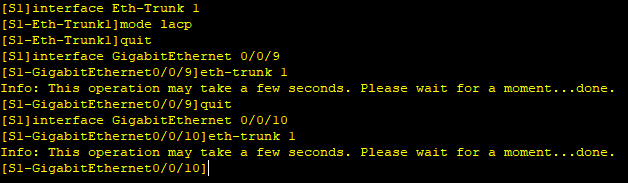 [S1]interface Eth-Trunk 1
[S1-Eth-Trunk1]mode lacp
[S1-Eth-Trunk1]quit
[S1]interface GigabitEthernet 0/0/9
[S1-GigabitEthernet0/0/9]eth-trunk 1
Info: This operation may take a few seconds. Please wait for a moment...done.
[S1-GigabitEthernet0/0/9]quit
[S1]interface GigabitEthernet 0/0/10
[S1-GigabitEthernet0/0/10]eth-trunk 1
Info: This operation may take a few seconds. Please wait for a moment...done.
[S1-GigabitEthernet0/0/10]